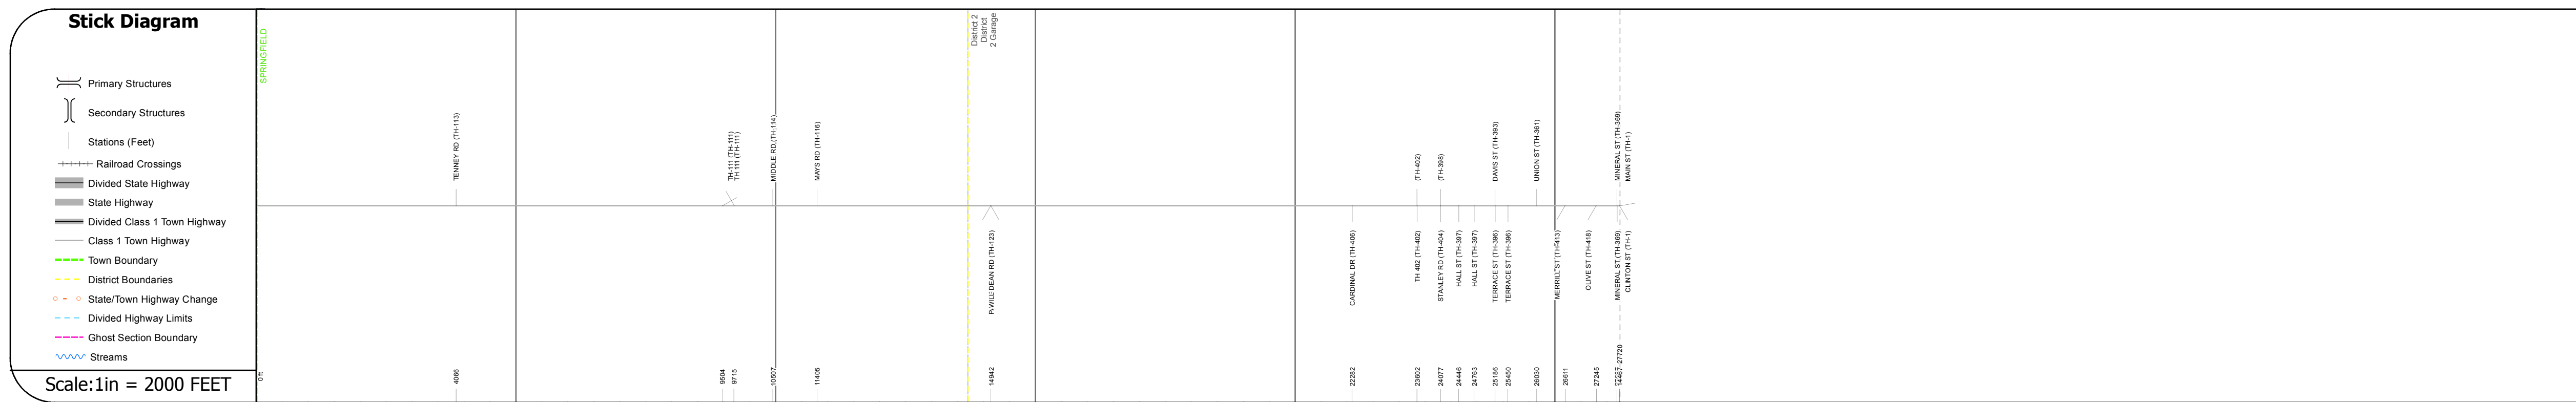 Stick Diagram
Primary Structures
Secondary Structures
Stations (Feet)
Railroad Crossings
Divided State Highway
State Highway
Divided Class 1 Town Highway
Class 1 Town Highway
Town Boundary
District Boundaries
State/Town Highway Change
Divided Highway Limits
Ghost Section Boundary
Streams
Scale:1in = 2000 FEET
SPRINGFIELD
District 2
District
2 Garage
TENNEY RD (TH-113)
TH-111 (TH-111)
TH 111 (TH-111)
MIDDLE RD (TH-114)
MAYS RD (TH-116)
(TH-402)
(TH-398)
DAVIS ST (TH-393)
UNION ST (TH-361)
MINERAL ST (TH-369)
MAIN ST (TH-1)
DEAN RD (TH-123)
CARDINAL DR (TH-406)
TH 402 (TH-402)
STANLEY RD (TH-404)
HALL ST (TH-397)
HALL ST (TH-397)
TERRACE ST (TH-396)
TERRACE ST (TH-396)
MERRILL ST (TH-413)
OLIVE ST (TH-418)
MINERAL ST (TH-369)
CLINTON ST (TH-1)
0 ft
4066
9504
9715
10507
11405
14942
22282
23602
24077
24446
24763
25186
25450
26030
26611
27245
27720